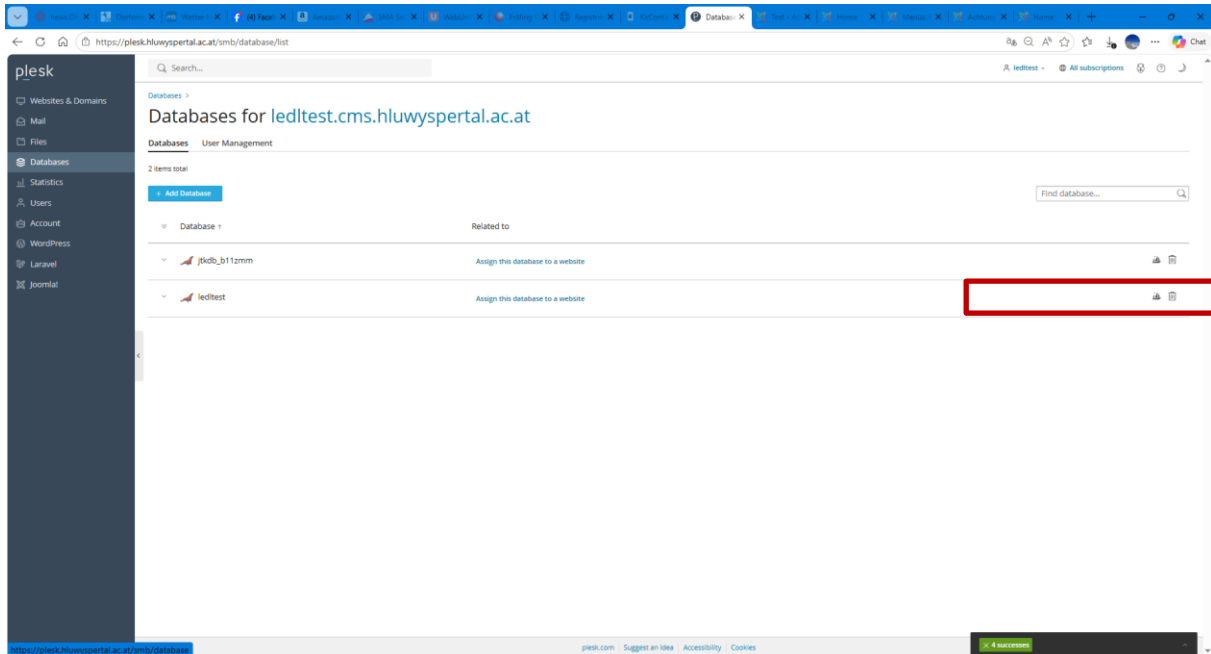 Databas
https://plesk.hluwyspertal.ac.at/smb/database/list
Chat
plesk
Search...
ledltest
All subscriptions
Websites & Domains
Mail
Files
Databases
Statistics
Users
Account
WordPress
Laravel
Joomla!
Databases >
Databases for ledltest.cms.hluwyspertal.ac.at
Databases User Management
2 items total
+ Add Database
Find database...
Database ↑ Related to
jtkdb_b11zmm Assign this database to a website
ledltest Assign this database to a website
plesk.com Suggest an Idea Accessibility Cookies
4 successes
https://plesk.hluwyspertal.ac.at/smb/database